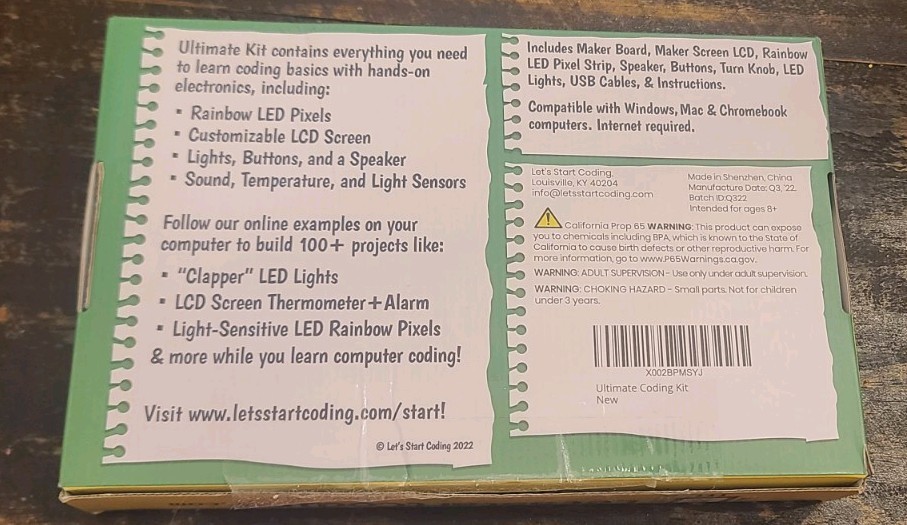 Ultimate Kit contains everything you need
to learn coding basics with hands-on
electronics, including:
▪ Rainbow LED Pixels
▪ Customizable LCD Screen
▪ Lights, Buttons, and a Speaker
▪ Sound, Temperature, and Light Sensors
Follow our online examples on your
computer to build 100+ projects like:
▪ "Clapper" LED Lights
▪ LCD Screen Thermometer+Alarm
▪ Light-Sensitive LED Rainbow Pixels
& more while you learn computer coding!
Visit www.letsstartcoding.com/start!
© Let's Start Coding 2022
Includes Maker Board, Maker Screen LCD, Rainbow
LED Pixel Strip, Speaker, Buttons, Turn Knob, LED
Lights, USB Cables, & Instructions.
Compatible with Windows, Mac & Chromebook
computers. Internet required.
Let's Start Coding,
Louisville, KY 40204
info@letsstartcoding.com
Made in Shenzhen, China
Manufacture Date: Q3, '22.
Batch ID:Q322
Intended for ages 8+
California Prop 65 WARNING: This product can expose
you to chemicals including BPA, which is known to the State of
California to cause birth defects or other reproductive harm. For
more information, go to www.P65Warnings.ca.gov.
WARNING: ADULT SUPERVISION - Use only under adult supervision.
WARNING: CHOKING HAZARD - Small parts. Not for children
under 3 years.
X002BPMSYJ
Ultimate Coding Kit
New